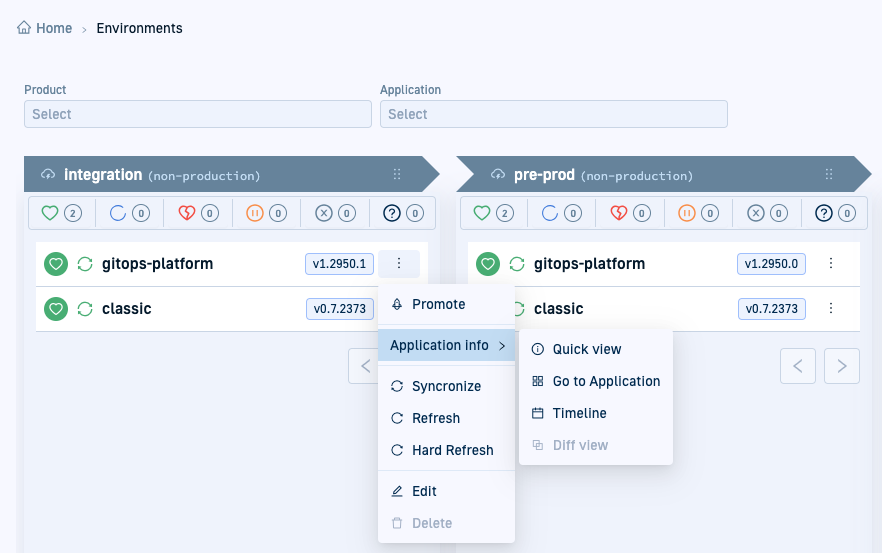 Home › Environments
Product
Application
Select
Select
integration (non-production)
pre-prod (non-production)
2 0 0 0 0 0
2 0 0 0 0 0
gitops-platform v1.2950.1
gitops-platform v1.2950.0
classic v0.7.2373
classic v0.7.2373
Promote
Application info
Syncronize
Refresh
Hard Refresh
Edit
Delete
Quick view
Go to Application
Timeline
Diff view